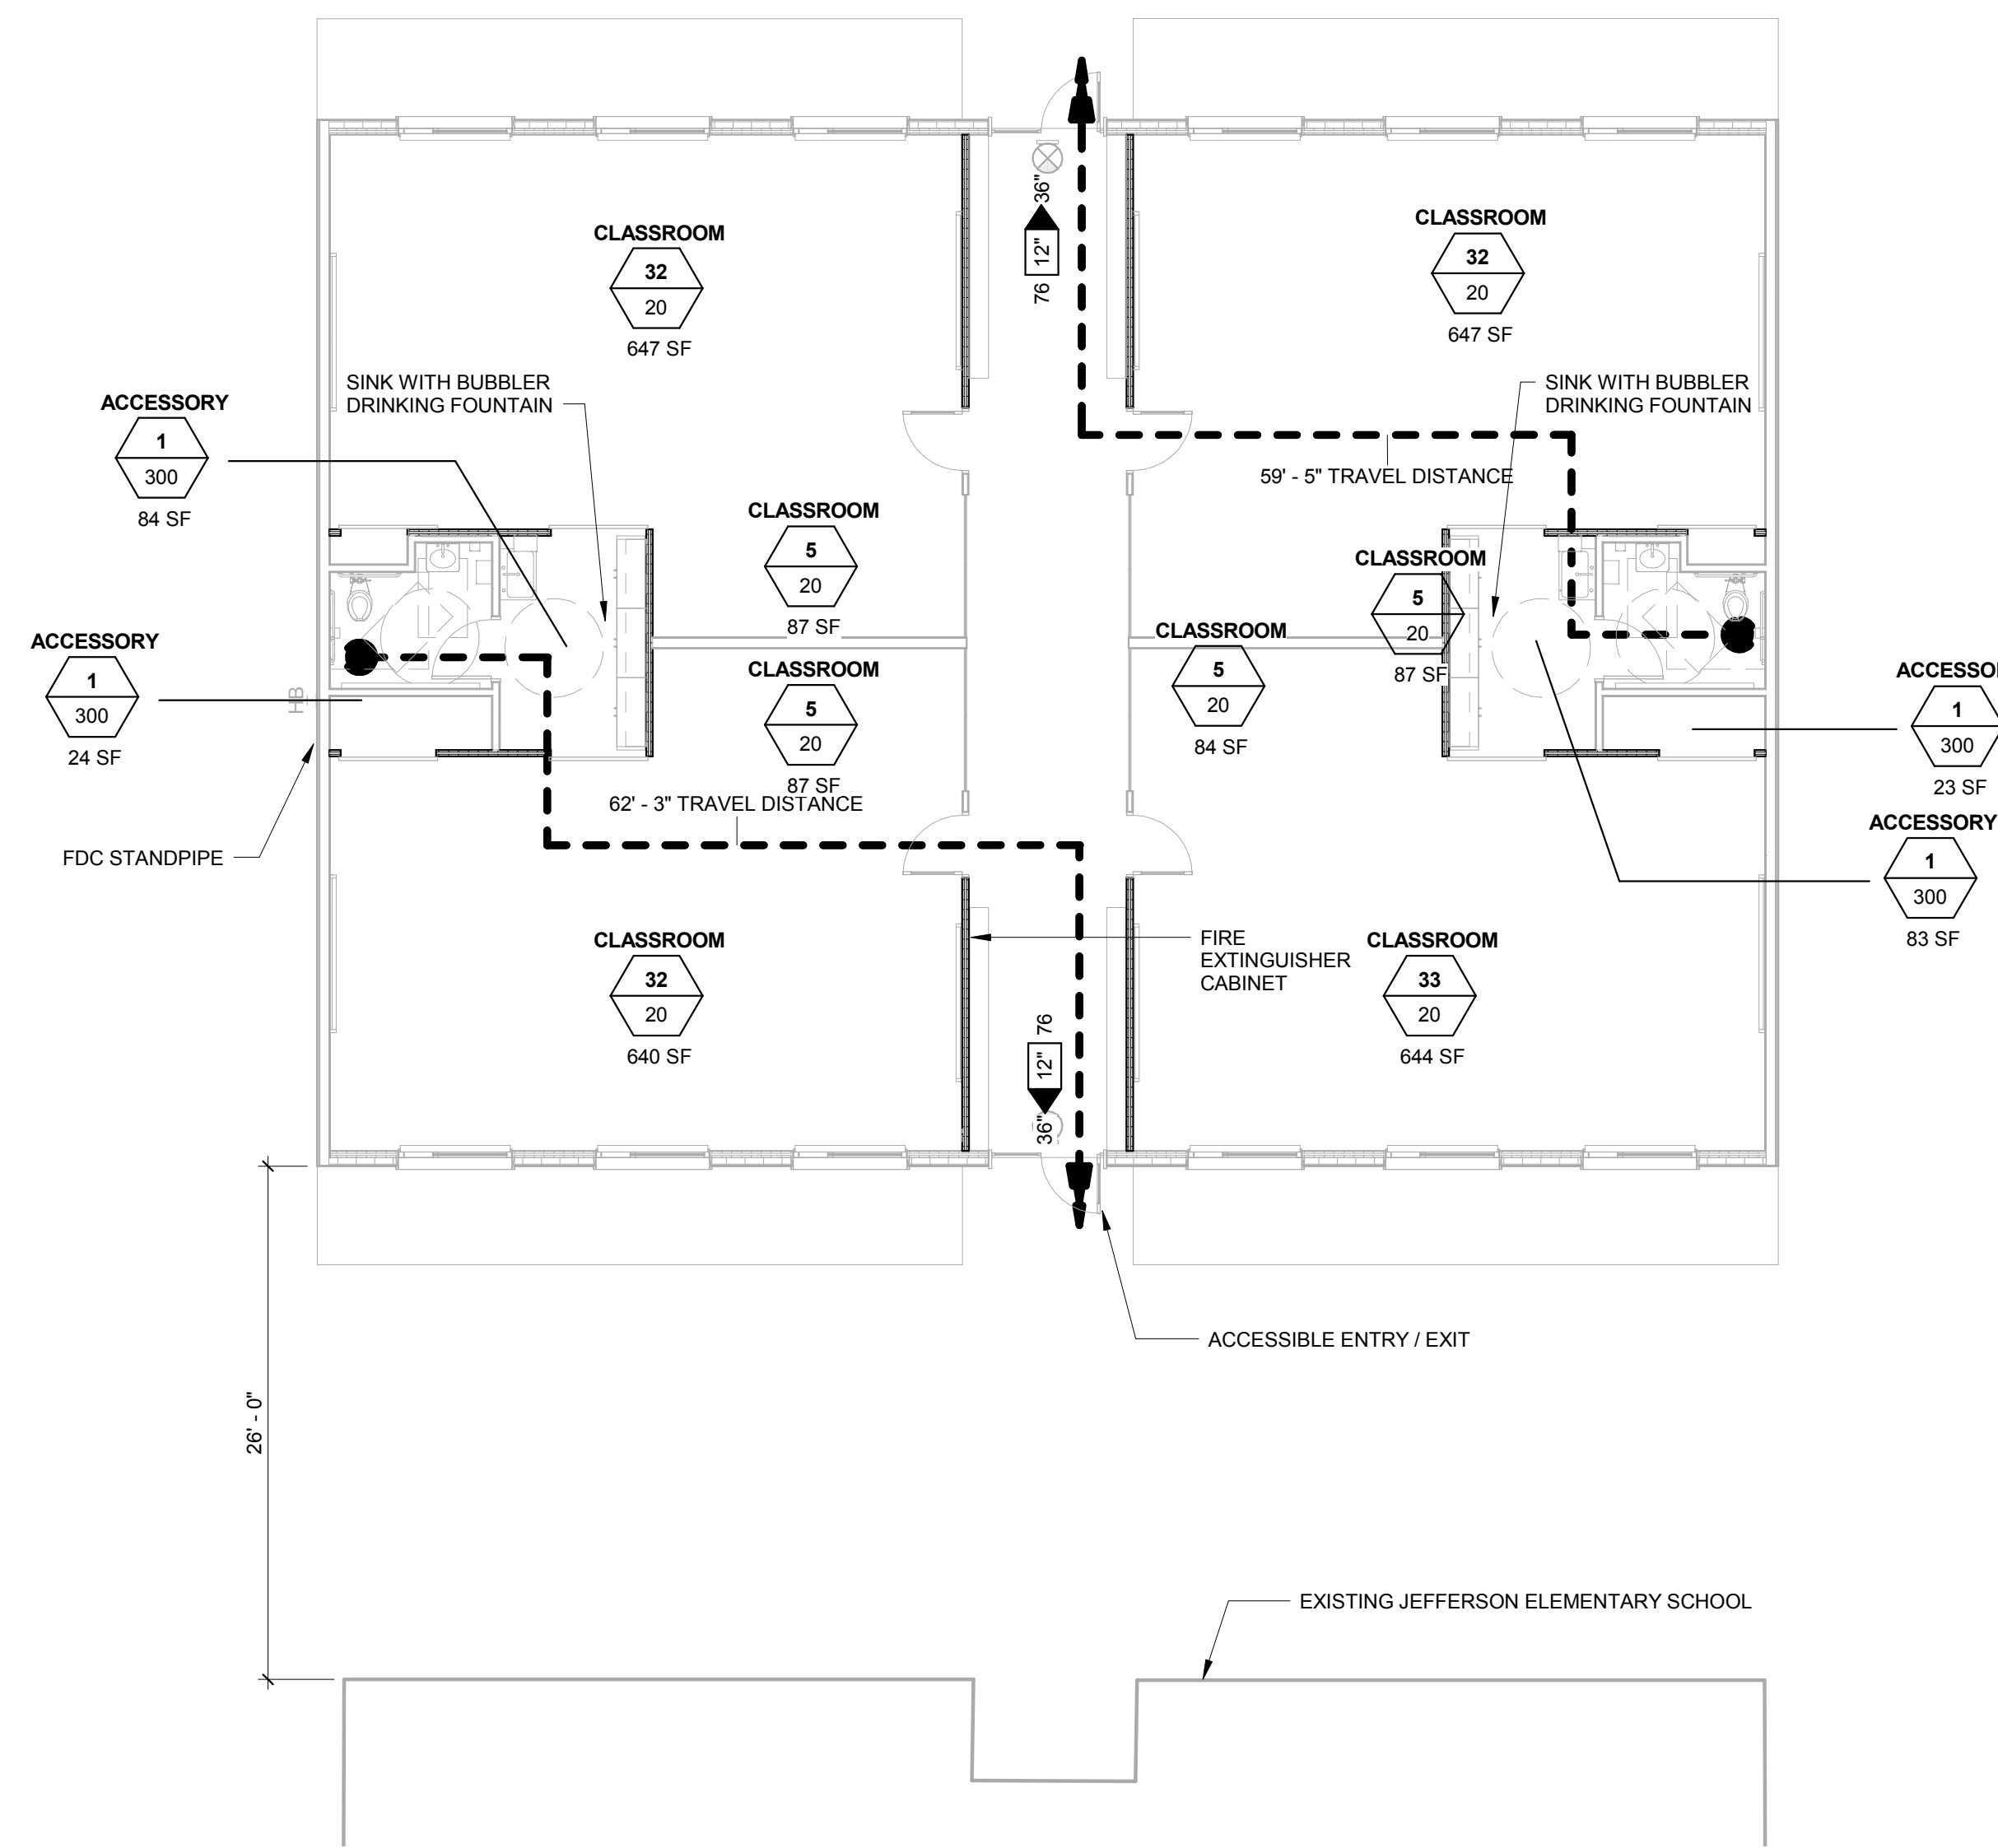 36"
12"
76
CLASSROOM
32
20
647 SF
CLASSROOM
32
20
647 SF
SINK WITH BUBBLER
DRINKING FOUNTAIN
SINK WITH BUBBLER
DRINKING FOUNTAIN
ACCESSORY
1
300
84 SF
59' - 5" TRAVEL DISTANCE
CLASSROOM
5
20
87 SF
CLASSROOM
5
20
87 SF
ACCESSORY
1
300
24 SF
HB
CLASSROOM
5
20
87 SF
CLASSROOM
5
20
84 SF
ACCESSO
1
300
23 SF
62' - 3" TRAVEL DISTANCE
FDC STANDPIPE
ACCESSORY
1
300
83 SF
CLASSROOM
32
20
640 SF
FIRE
EXTINGUISHER
CABINET
CLASSROOM
33
20
644 SF
76
12"
36"
ACCESSIBLE ENTRY / EXIT
26' - 0"
EXISTING JEFFERSON ELEMENTARY SCHOOL